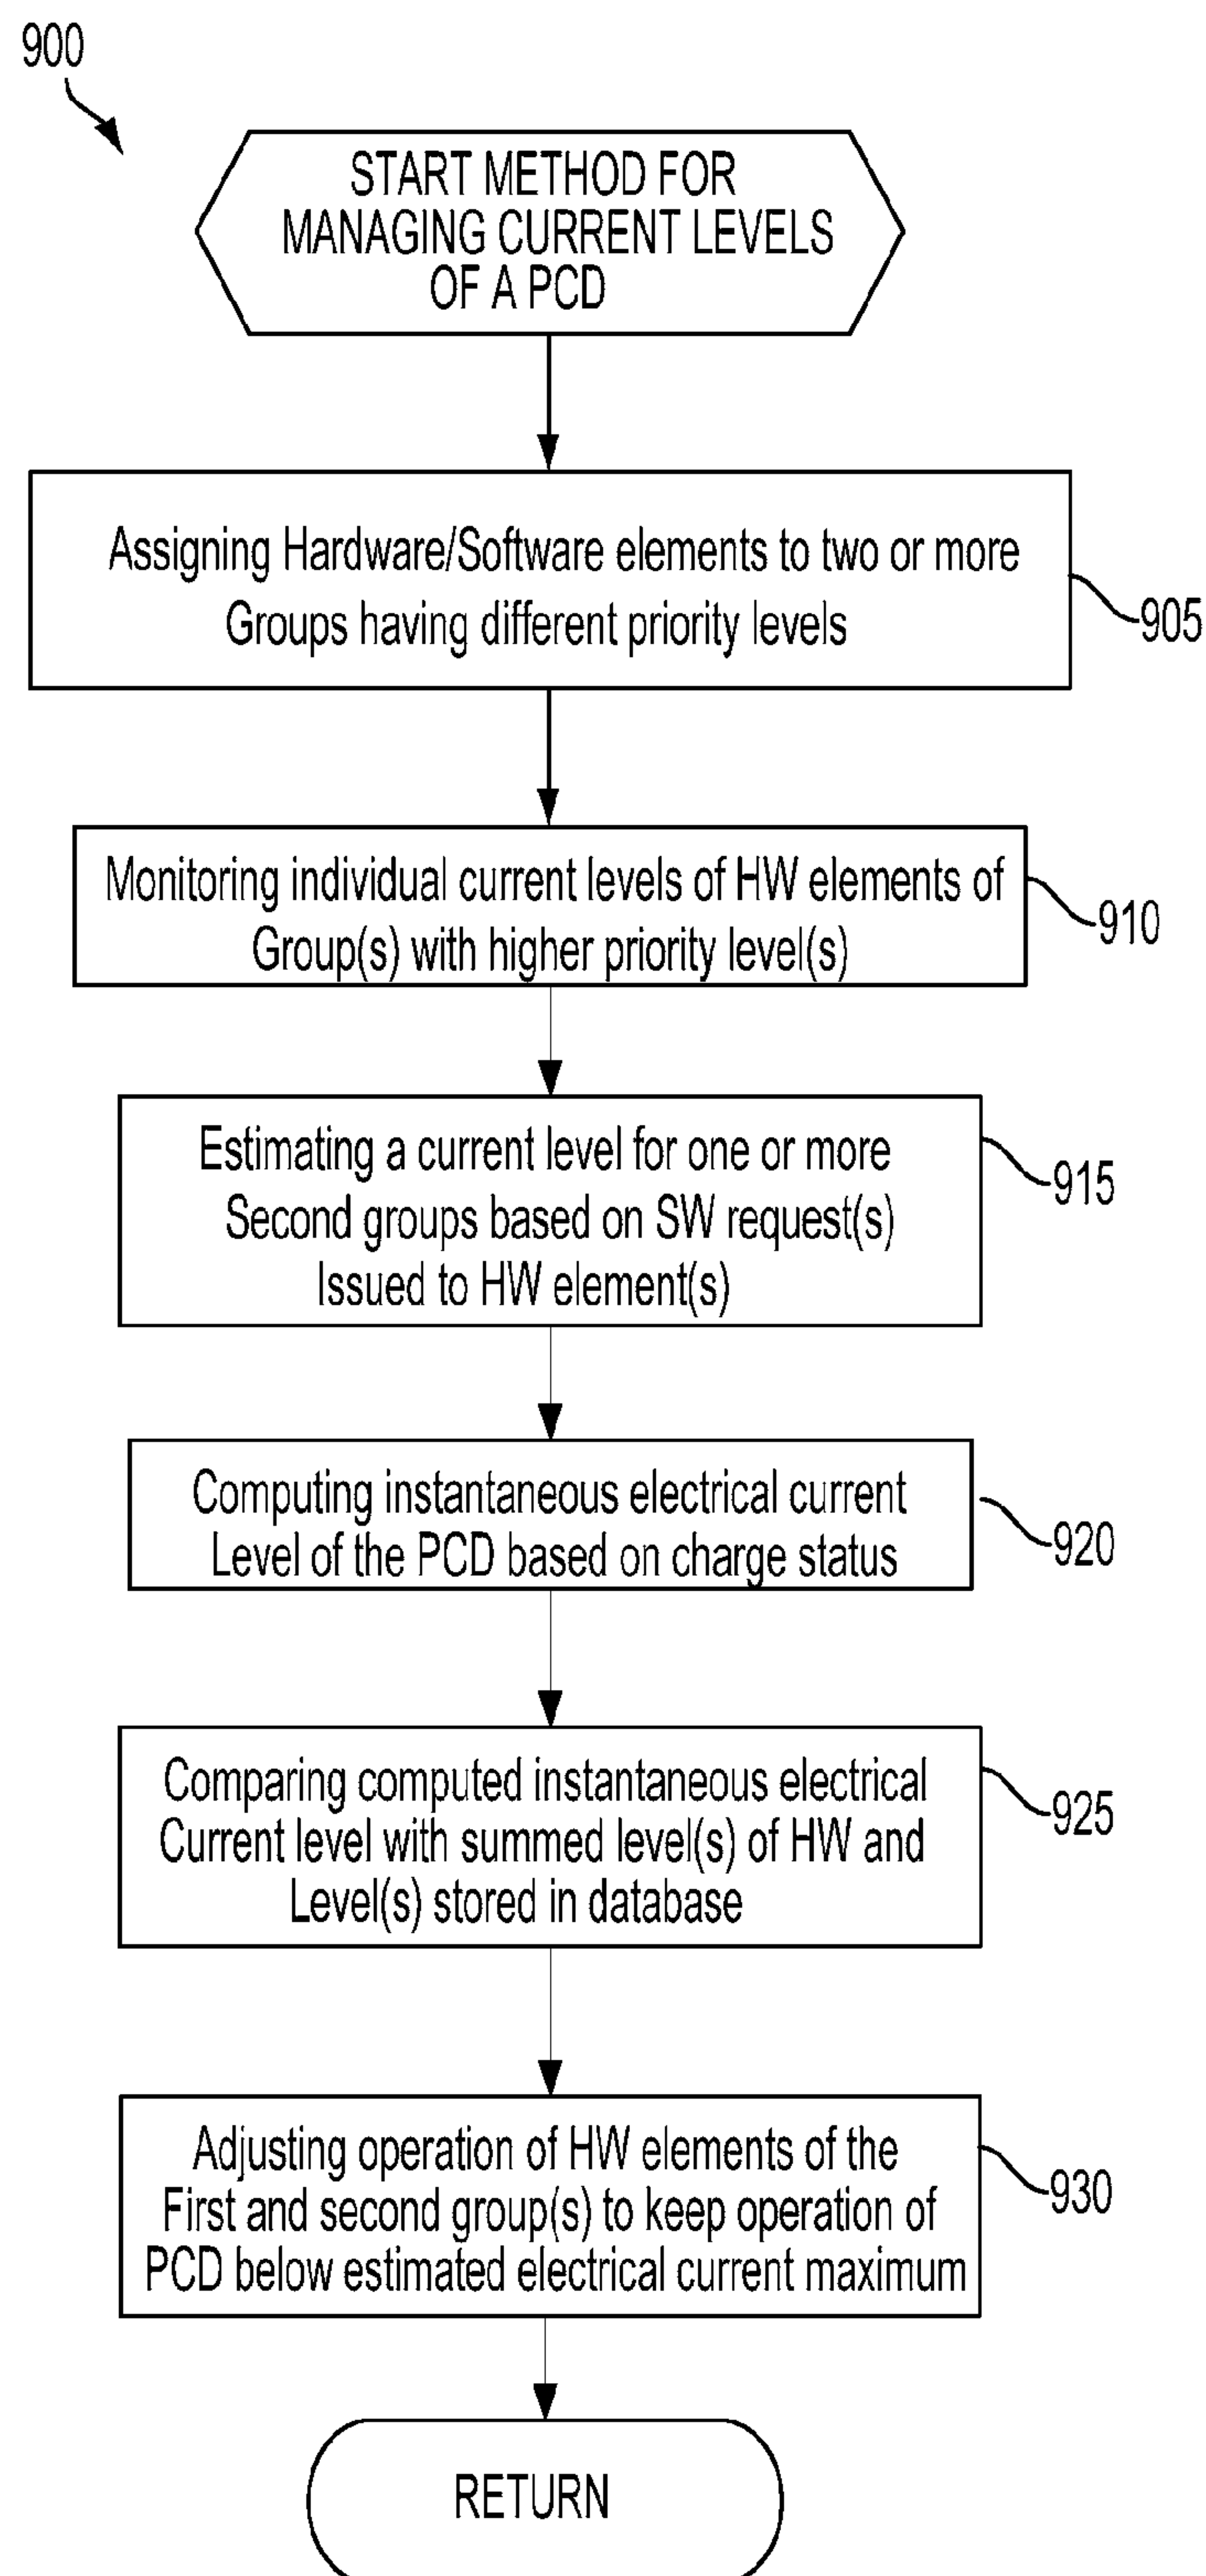 900
START METHOD FOR
MANAGING CURRENT LEVELS
OF A PCD
Assigning Hardware/Software elements to two or more
Groups having different priority levels
905
Monitoring individual current levels of HW elements of
Group(s) with higher priority level(s)
910
Estimating a current level for one or more
Second groups based on SW request(s)
Issued to HW element(s)
915
Computing instantaneous electrical current
Level of the PCD based on charge status
920
Comparing computed instantaneous electrical
Current level with summed level(s) of HW and
Level(s) stored in database
925
Adjusting operation of HW elements of the
First and second group(s) to keep operation of
PCD below estimated electrical current maximum
930
RETURN